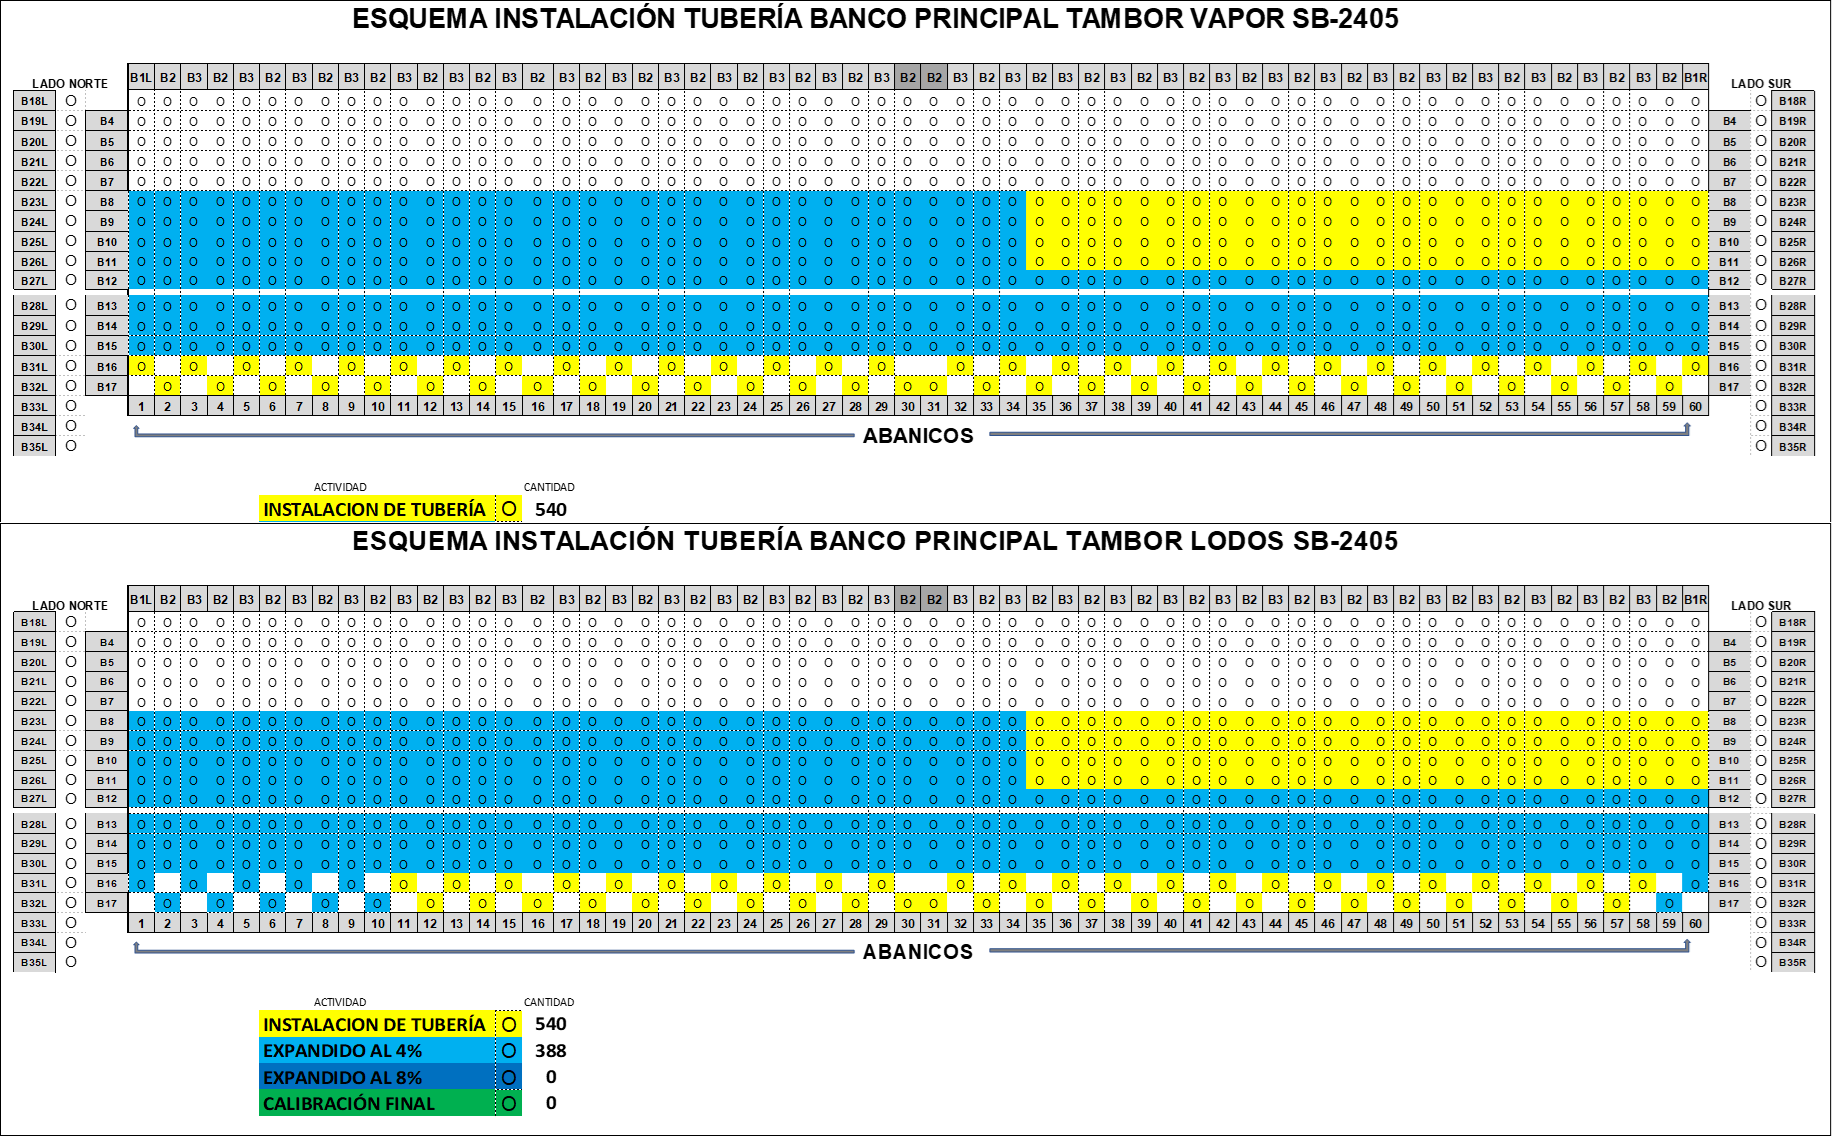 ESQUEMA INSTALACIÓN TUBERÍA BANCO PRINCIPAL TAMBOR VAPOR SB-2405
LADO NORTE B1L B2 B3 B2 B3 B2 B3 B2 B3 B2 B3 B2 B3 B2 B3 B2 B3 B2 B3 B2 B3 B2 B3 B2 B3 B2 B3 B2 B3 B2 B2 B3 B2 B3 B2 B3 B2 B3 B2 B3 B2 B3 B2 B3 B2 B3 B2 B3 B2 B3 B2 B3 B2 B3 B2 B3 B2 B3 B2 B1R LADO SUR
B18L B18R
B19L B4 B4 B19R
B20L B5 B5 B20R
B21L B6 B6 B21R
B22L B7 B7 B22R
B23L B8 B8 B23R
B24L B9 B9 B24R
B25L B10 B10 B25R
B26L B11 B11 B26R
B27L B12 B12 B27R
B28L B13 B13 B28R
B29L B14 B14 B29R
B30L B15 B15 B30R
B31L B16 B16 B31R
B32L B17 B17 B32R
B33L 1 2 3 4 5 6 7 8 9 10 11 12 13 14 15 16 17 18 19 20 21 22 23 24 25 26 27 28 29 30 31 32 33 34 35 36 37 38 39 40 41 42 43 44 45 46 47 48 49 50 51 52 53 54 55 56 57 58 59 60 B33R
B34L ABANICOS B34R
B35L B35R
ACTIVIDAD CANTIDAD
INSTALACION DE TUBERÍA O 540
ESQUEMA INSTALACIÓN TUBERÍA BANCO PRINCIPAL TAMBOR LODOS SB-2405
LADO NORTE B1L B2 B3 B2 B3 B2 B3 B2 B3 B2 B3 B2 B3 B2 B3 B2 B3 B2 B3 B2 B3 B2 B3 B2 B3 B2 B3 B2 B3 B2 B2 B3 B2 B3 B2 B3 B2 B3 B2 B3 B2 B3 B2 B3 B2 B3 B2 B3 B2 B3 B2 B3 B2 B3 B2 B3 B2 B3 B2 B1R LADO SUR
B18L B18R
B19L B4 B4 B19R
B20L B5 B5 B20R
B21L B6 B6 B21R
B22L B7 B7 B22R
B23L B8 B8 B23R
B24L B9 B9 B24R
B25L B10 B10 B25R
B26L B11 B11 B26R
B27L B12 B12 B27R
B28L B13 B13 B28R
B29L B14 B14 B29R
B30L B15 B15 B30R
B31L B16 B16 B31R
B32L B17 B17 B32R
B33L 1 2 3 4 5 6 7 8 9 10 11 12 13 14 15 16 17 18 19 20 21 22 23 24 25 26 27 28 29 30 31 32 33 34 35 36 37 38 39 40 41 42 43 44 45 46 47 48 49 50 51 52 53 54 55 56 57 58 59 60 B33R
B34L ABANICOS B34R
B35L B35R
ACTIVIDAD CANTIDAD
INSTALACION DE TUBERÍA O 540
EXPANDIDO AL 4% O 388
EXPANDIDO AL 8% O 0
CALIBRACIÓN FINAL O 0